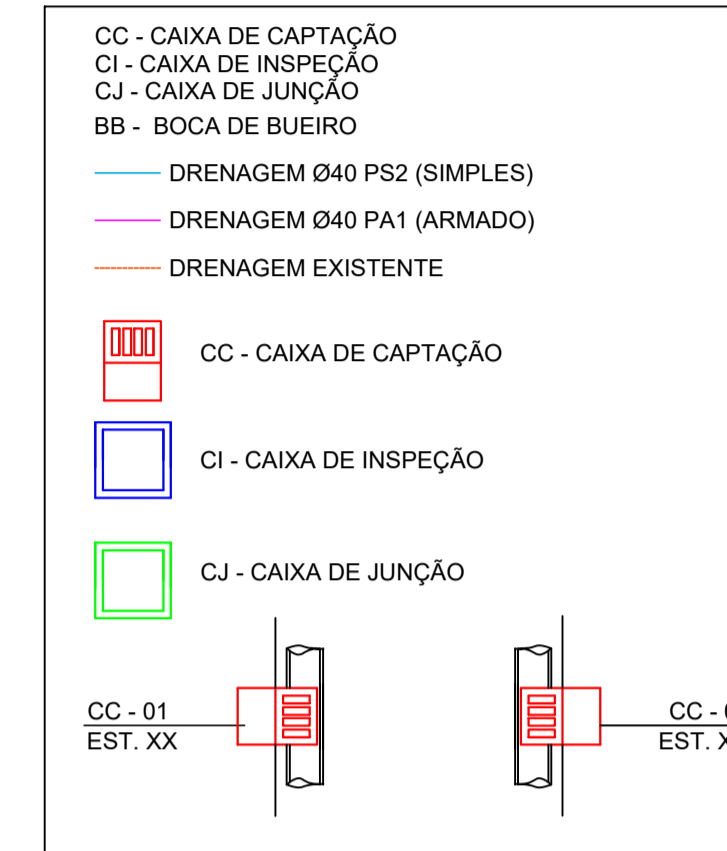 CC - CAIXA DE CAPTAÇÃO
CI - CAIXA DE INSPEÇÃO
CJ - CAIXA DE JUNÇÃO
BB - BOCA DE BUEIRO
DRENAGEM Ø40 PS2 (SIMPLES)
DRENAGEM Ø40 PA1 (ARMADO)
DRENAGEM EXISTENTE
CC - CAIXA DE CAPTAÇÃO
CI - CAIXA DE INSPEÇÃO
CJ - CAIXA DE JUNÇÃO
CC - 01
EST. XX
CC -
EST.